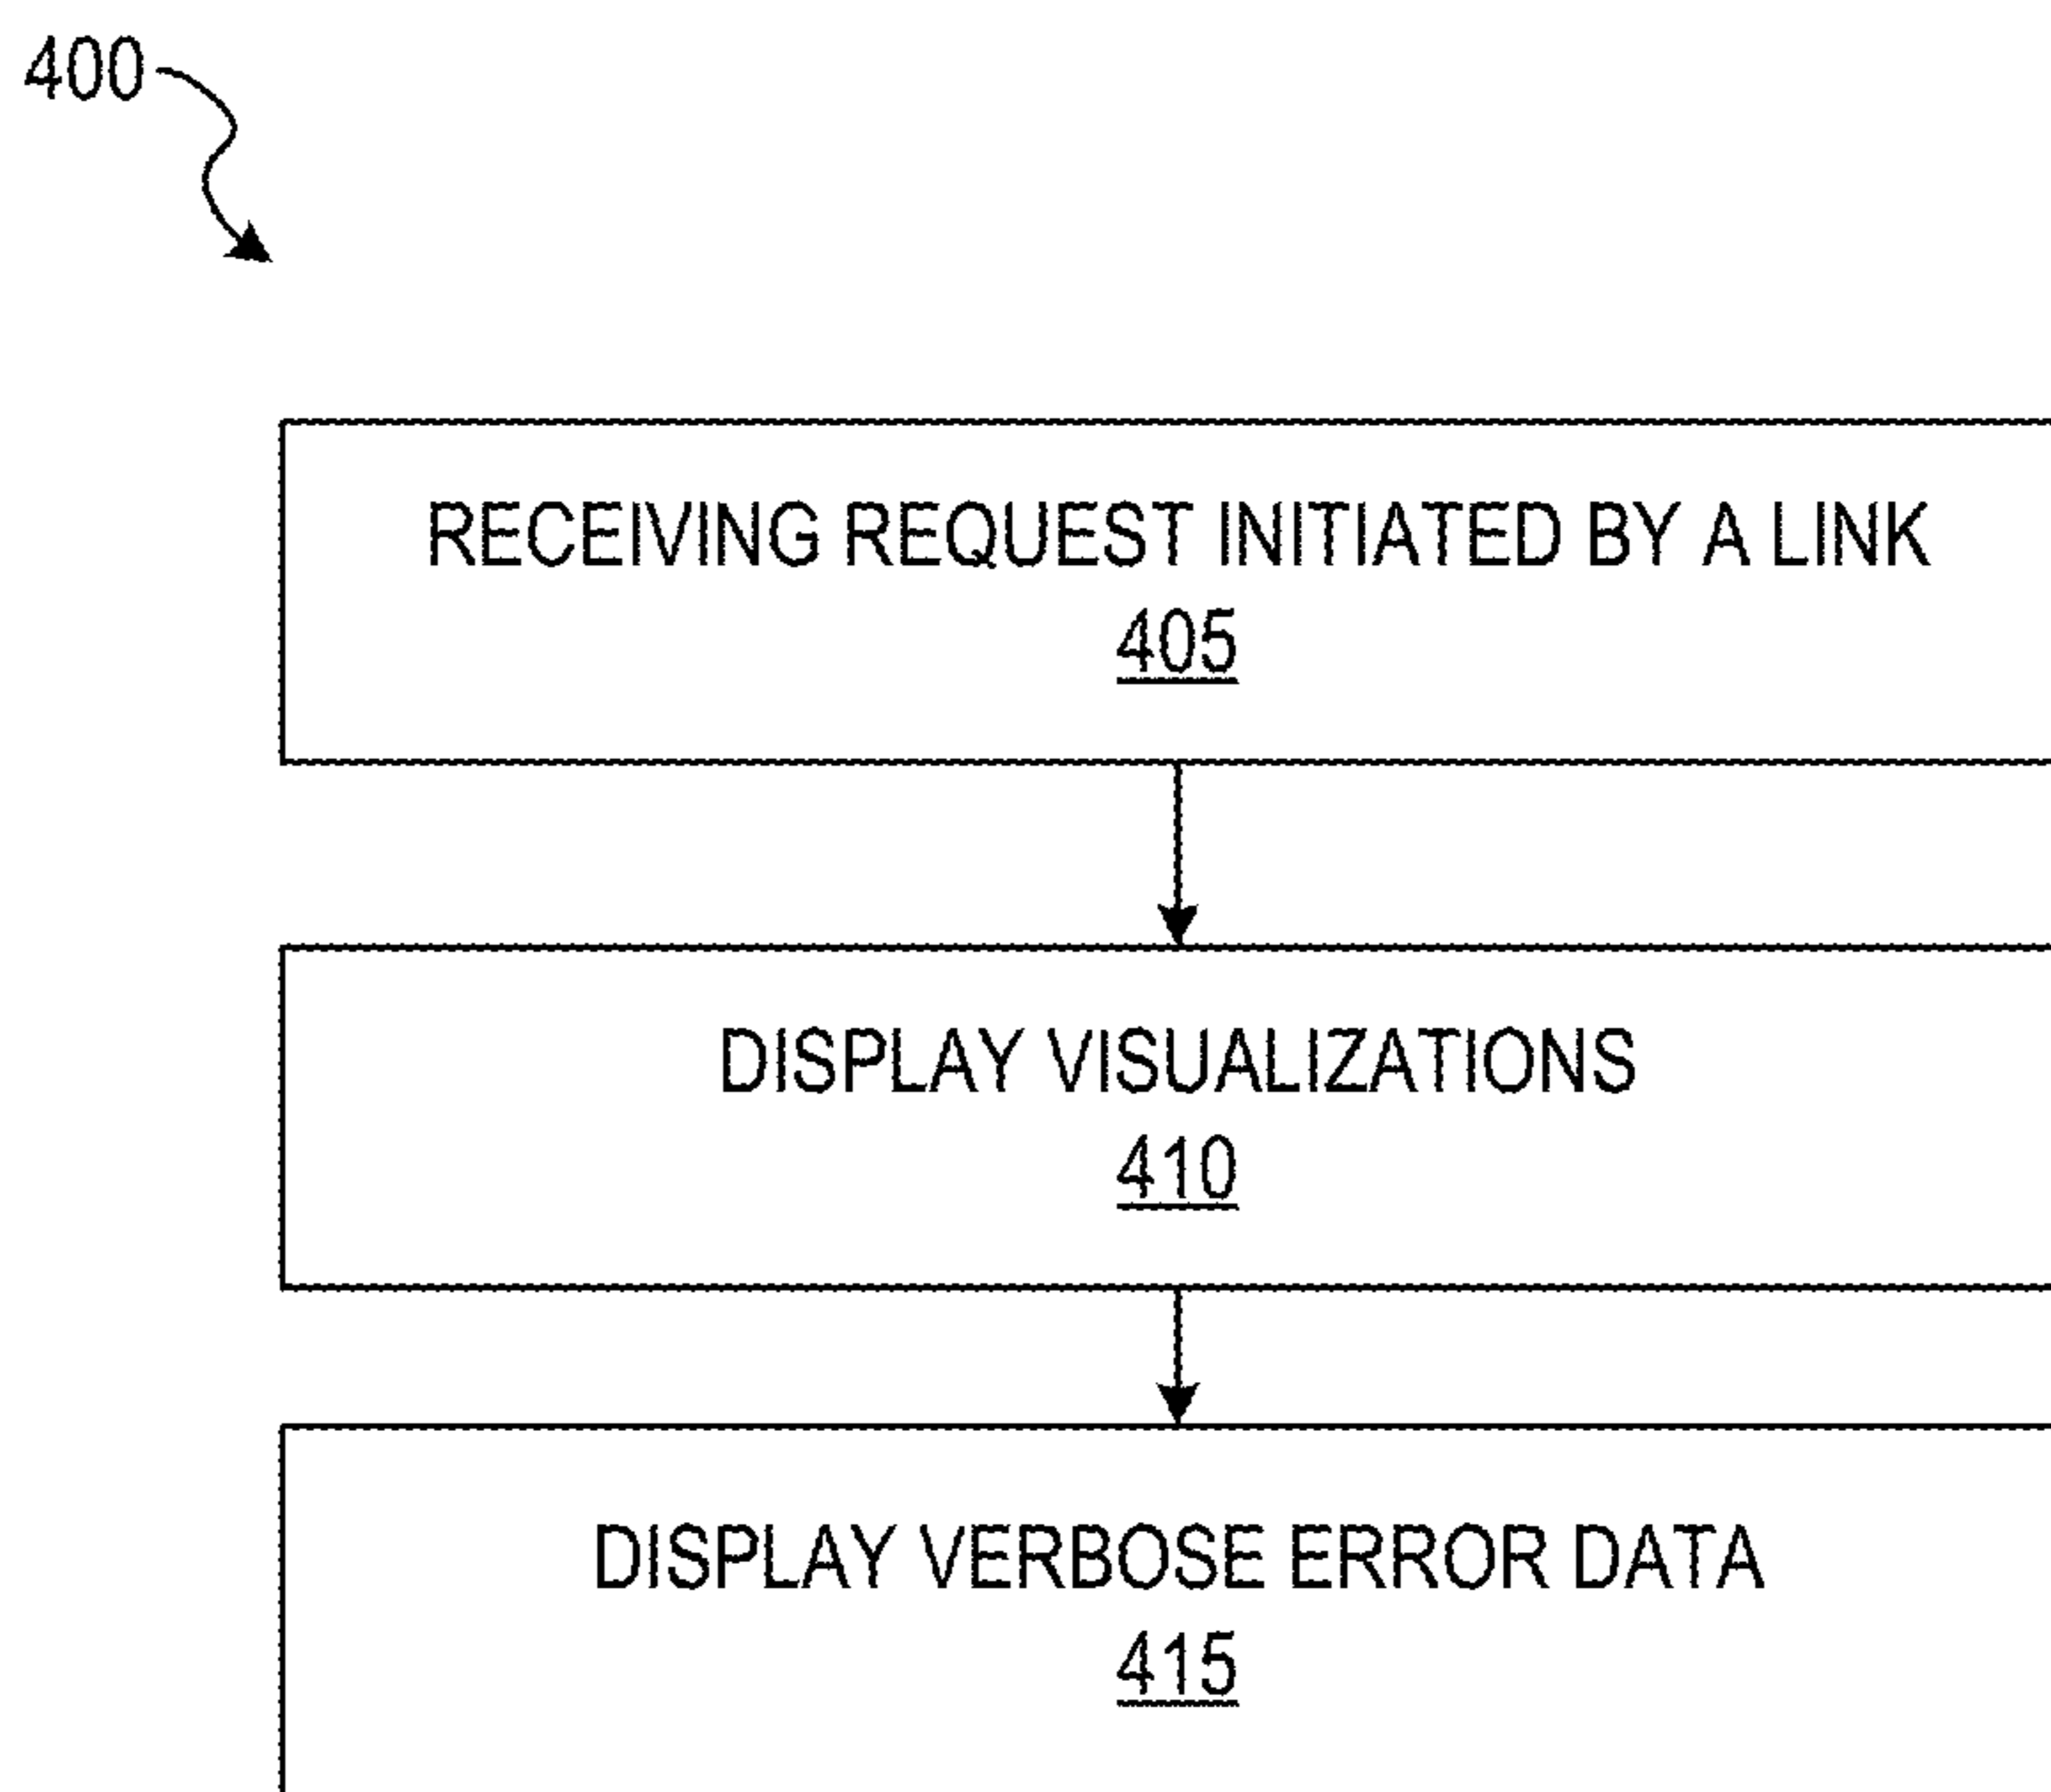 400
RECEIVING REQUEST INITIATED BY A LINK
405
DISPLAY VISUALIZATIONS
410
DISPLAY VERBOSE ERROR DATA
415